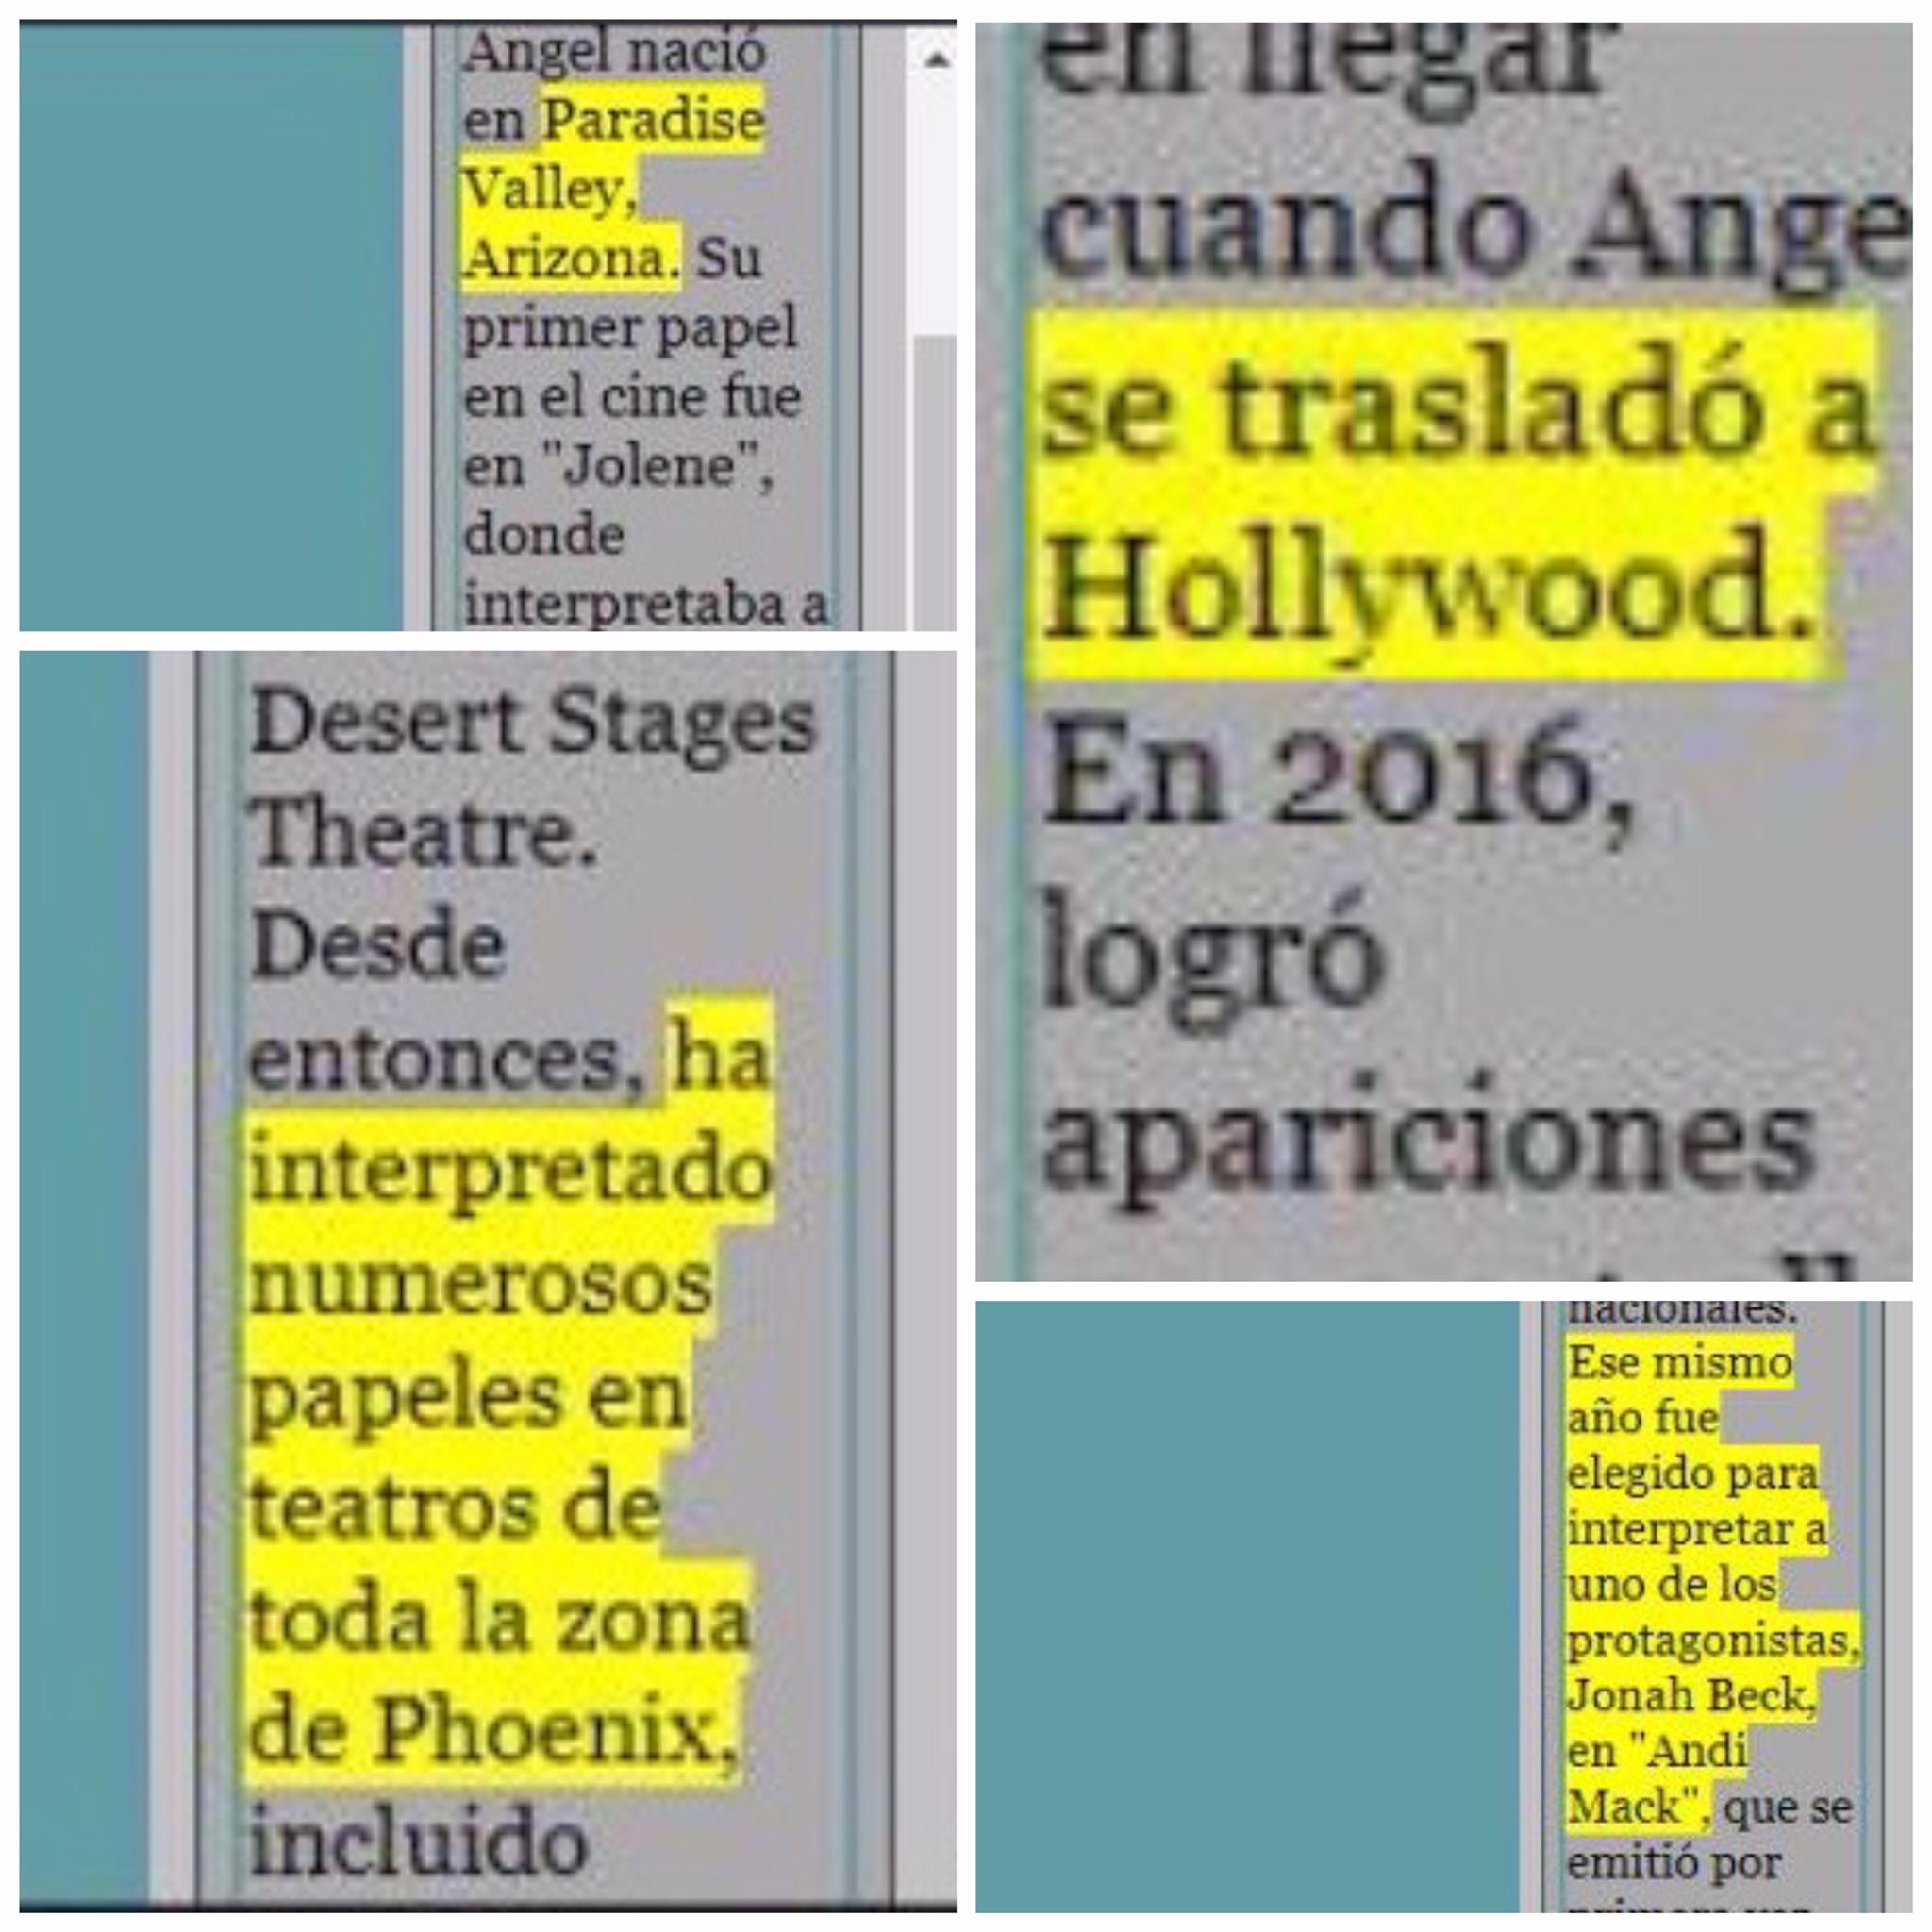 Angel nació
en Paradise
Valley,
Arizona. Su
primer papel
en el cine fue
en "Jolene",
donde
interpretaba a
Desert Stages
Theatre.
Desde
entonces, ha
interpretado
numerosos
papeles en
teatros de
toda la zona
de Phoenix,
incluido
en llegar
cuando Ange
se trasladó a
Hollywood.
En 2016,
logró
apariciones
nacionales.
Ese mismo
año fue
elegido para
interpretar a
uno de los
protagonistas,
Jonah Beck,
en "Andi
Mack", que se
emitió por